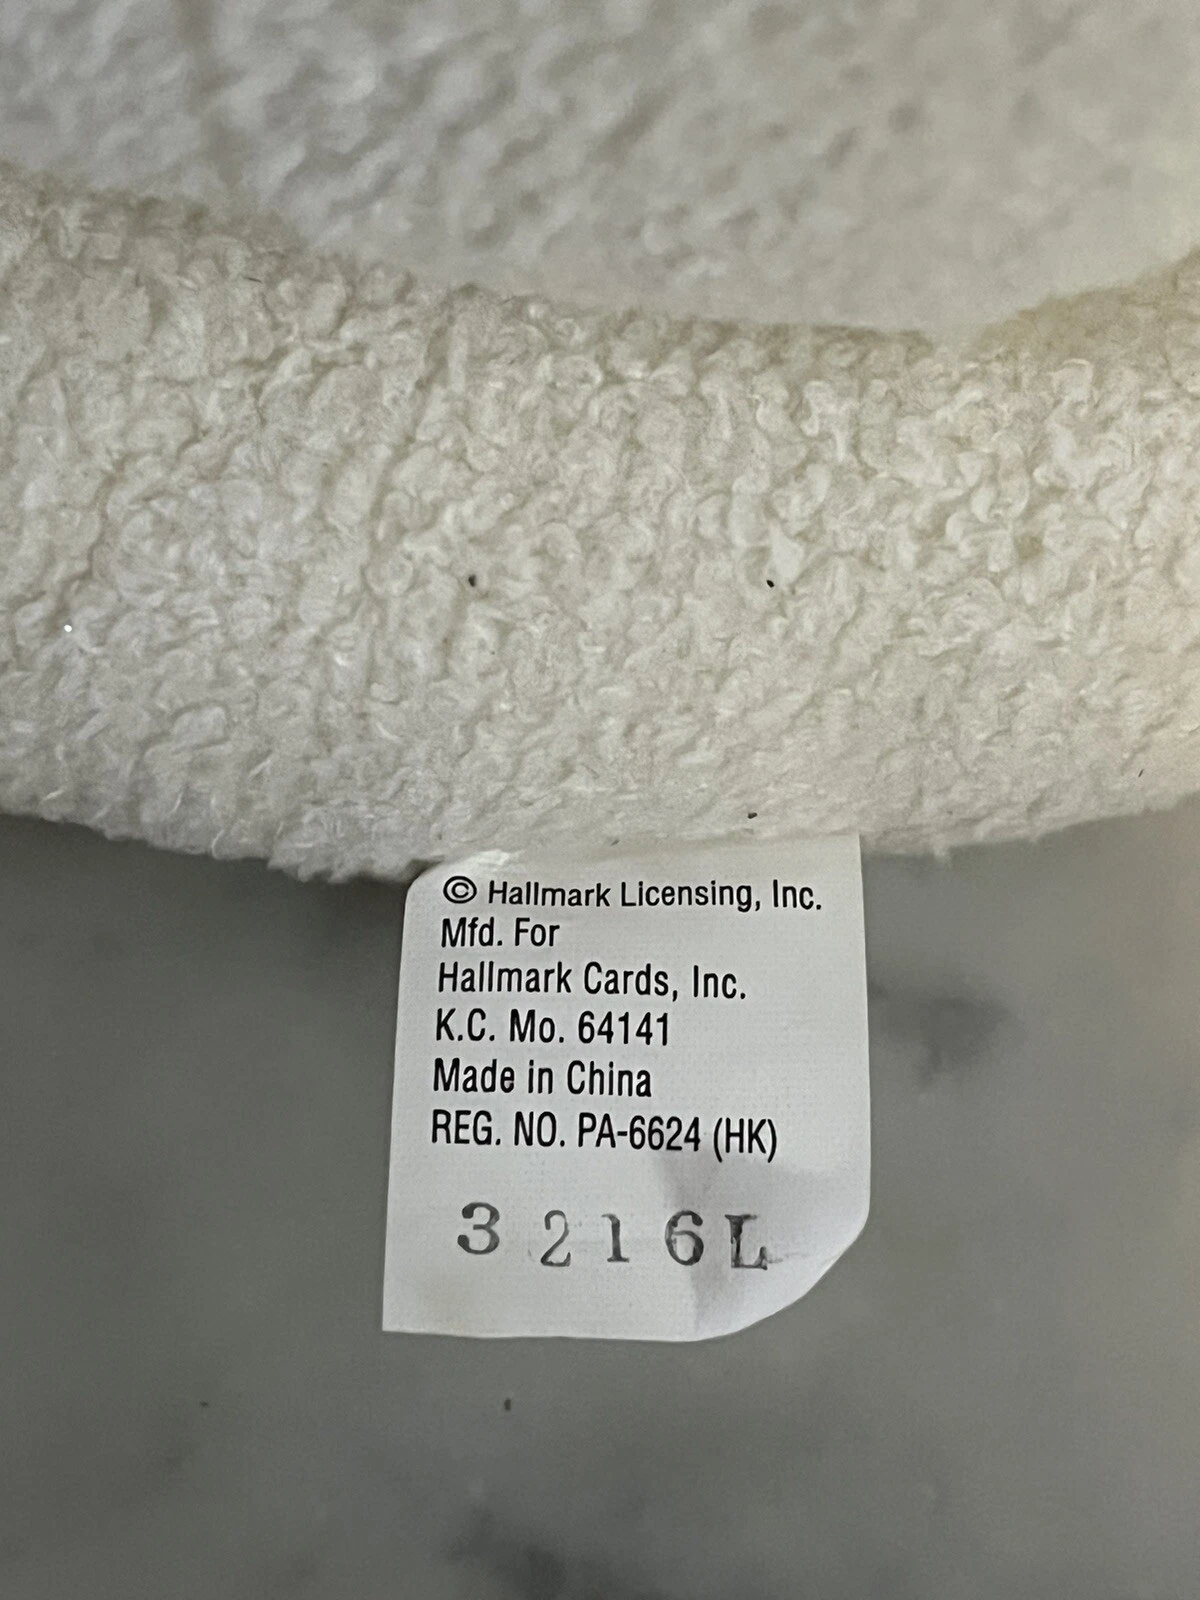 © Hallmark Licensing, Inc.
Mfd. For
Hallmark Cards, Inc.
K.C. Mo. 64141
Made in China
REG. NO. PA-6624 (HK)
3216L